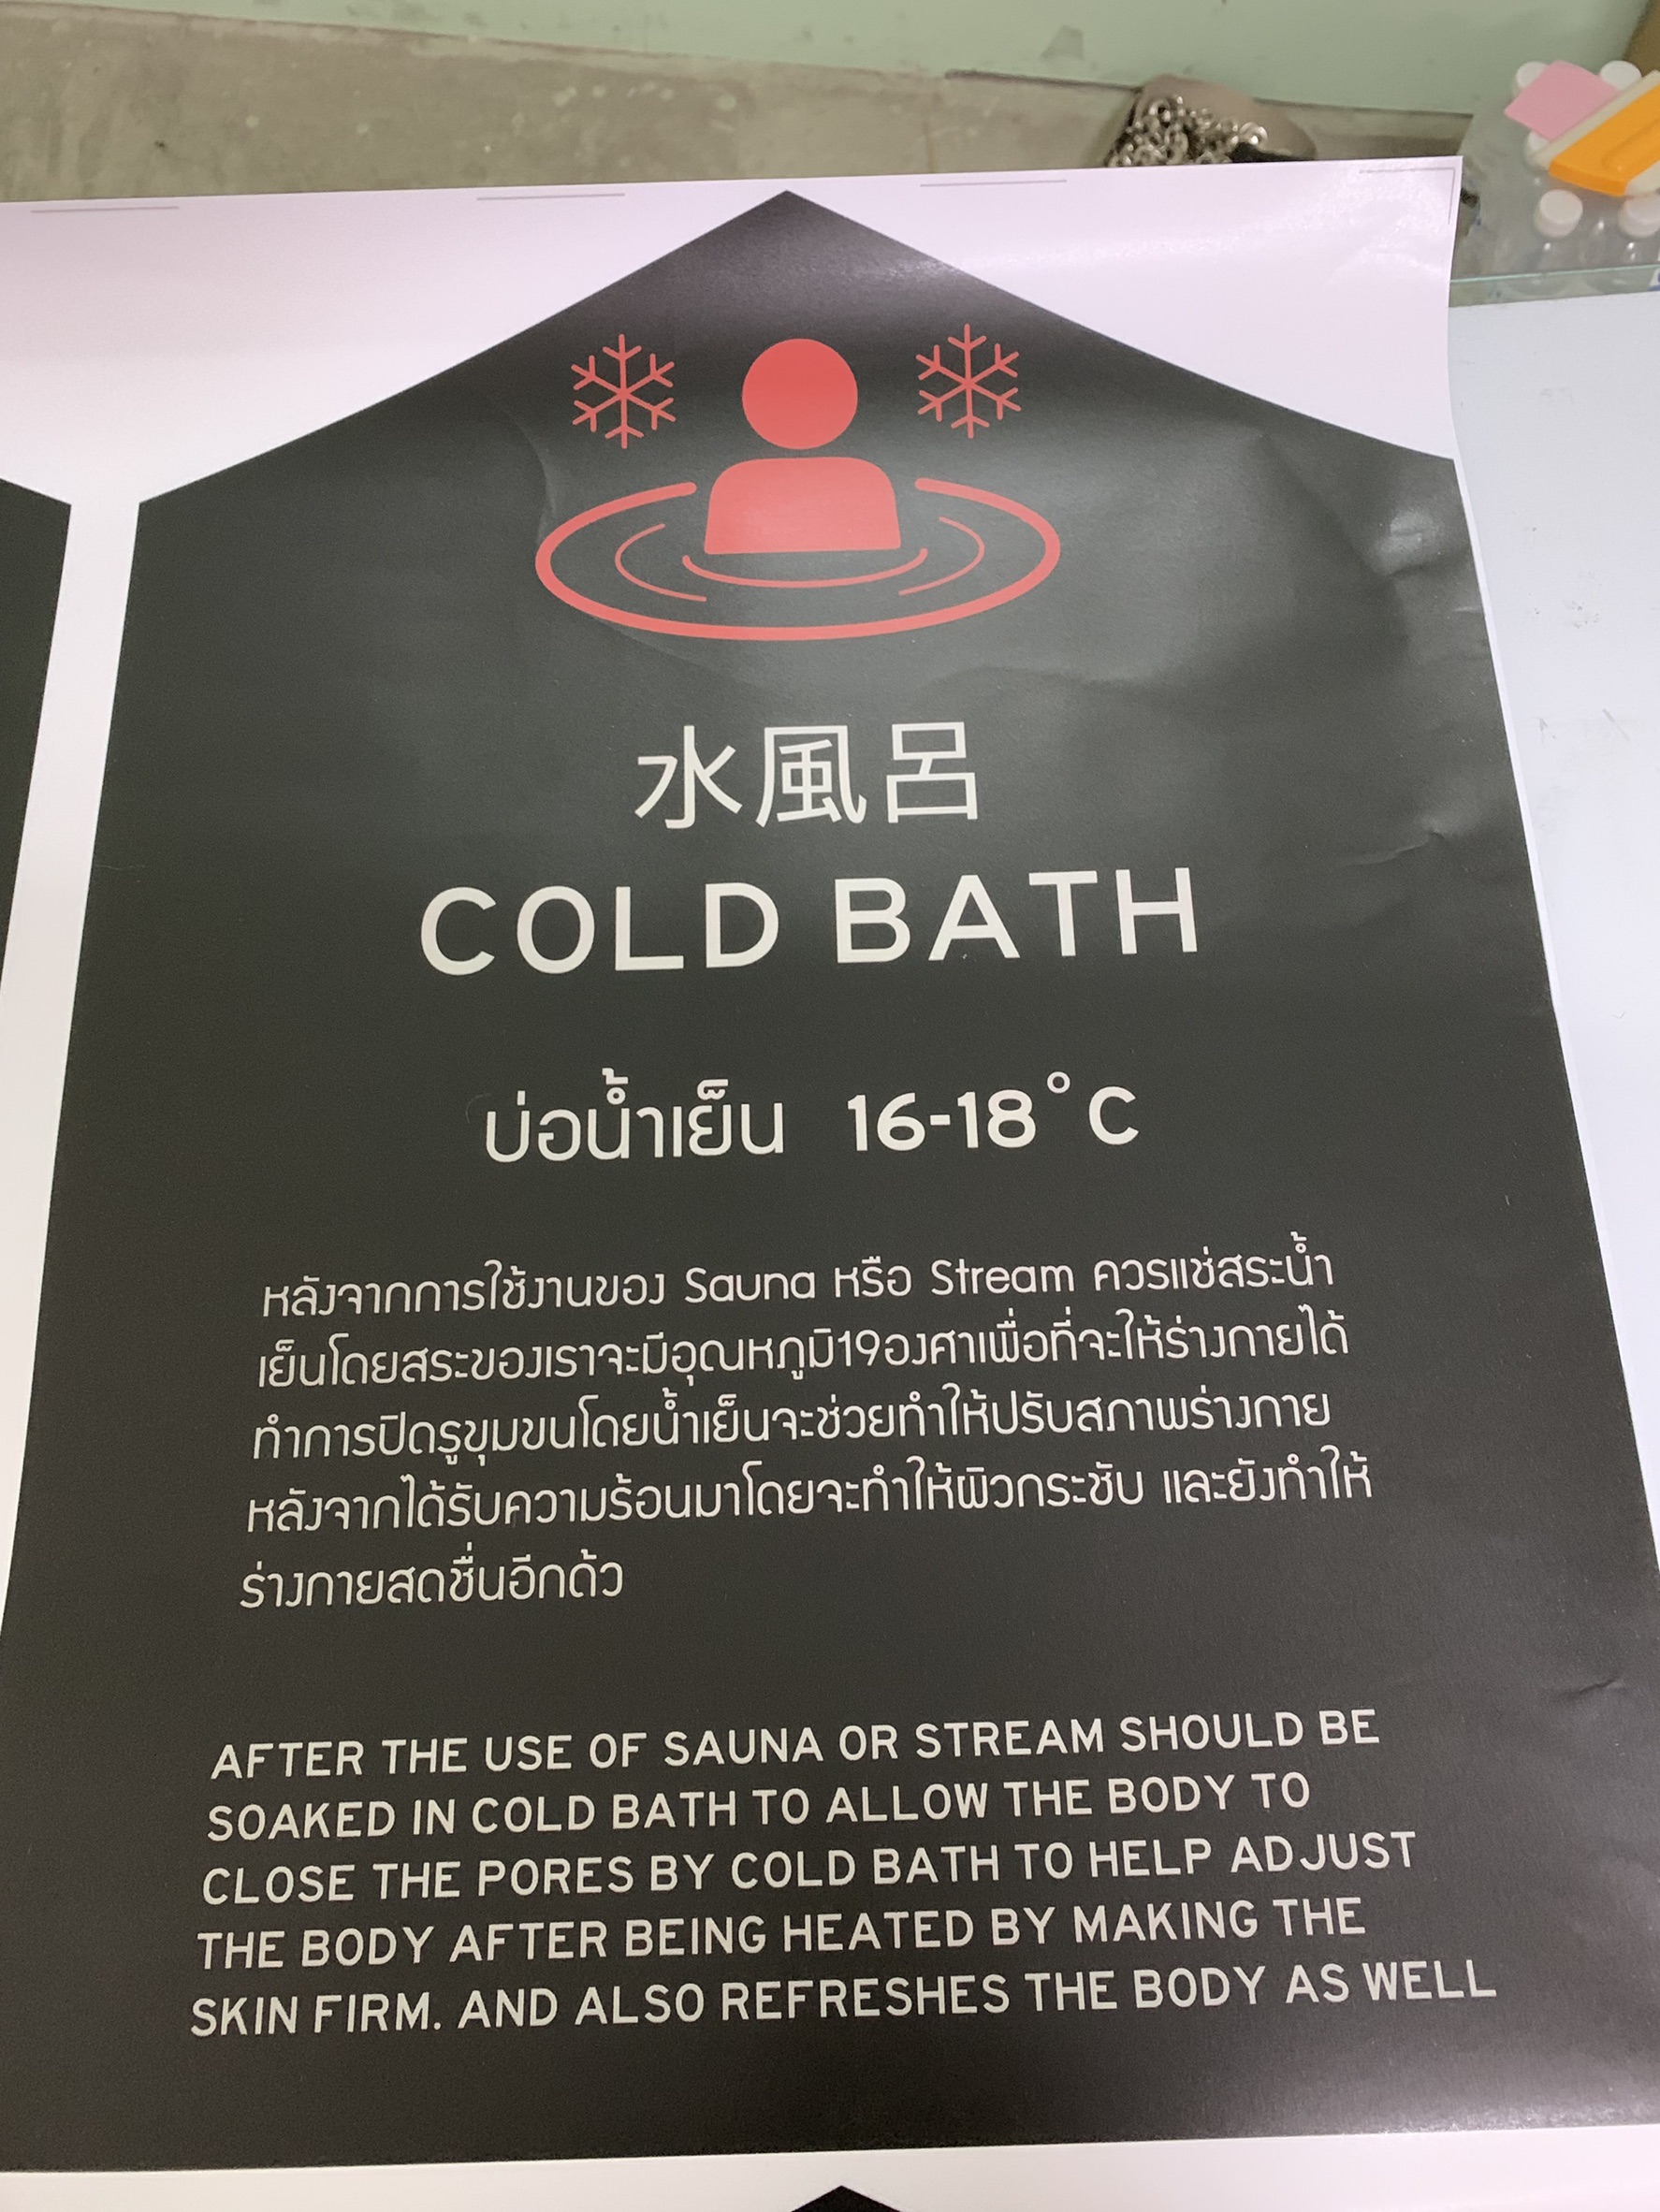 水風呂
COLD BATH
บ่อน้ำเย็น 16-18°C
หลังจากการใช้งานของ Sauna หรือ Stream ควรแช่สระน้ำ
เย็นโดยสระของเราจะมีอุณหภูมิ19องศาเพื่อที่จะให้ร่างกายได้
ทำการปิดรูขุมขนโดยน้ำเย็นจะช่วยทำให้ปรับสภาพร่างกาย
หลังจากได้รับความร้อนมาโดยจะทำให้ผิวกระชับ และยังทำให้
ร่างกายสดชื่นอีกด้ว
AFTER THE USE OF SAUNA OR STREAM SHOULD BE
SOAKED IN COLD BATH TO ALLOW THE BODY TO
CLOSE THE PORES BY COLD BATH TO HELP ADJUST
THE BODY AFTER BEING HEATED BY MAKING THE
SKIN FIRM. AND ALSO REFRESHES THE BODY AS WELL